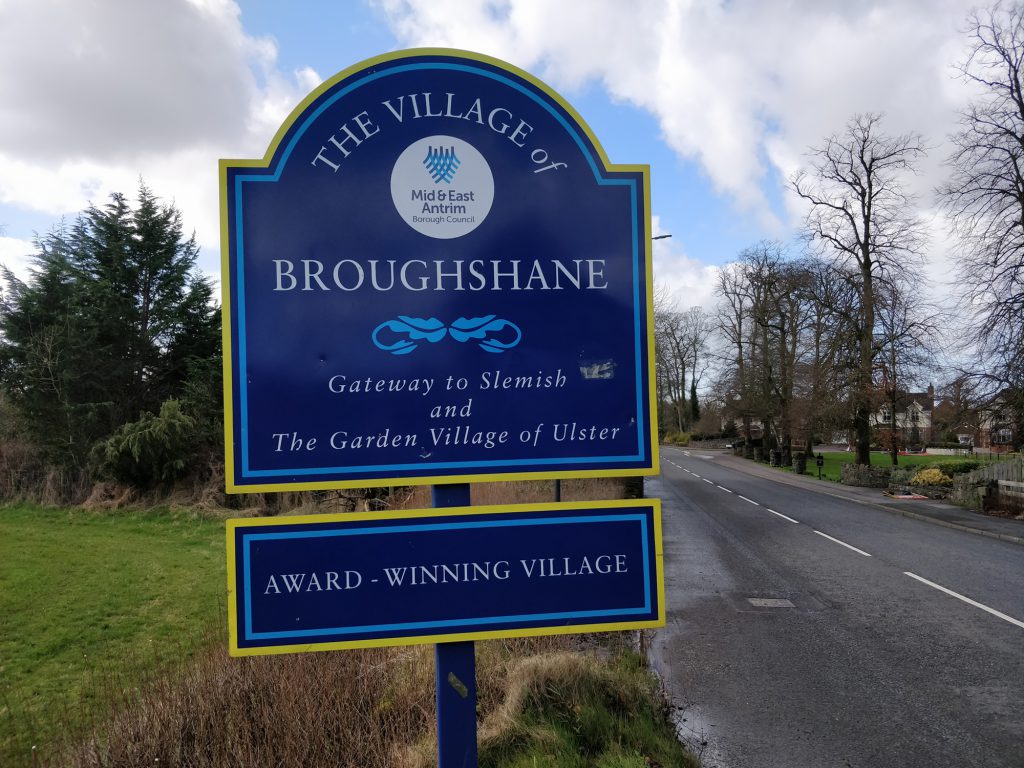 THE VILLAGE of
Mid & East
Antrim
Borough Council
BROUGHSHANE
Gateway to Slemish
and
The Garden Village of Ulster
AWARD - WINNING VILLAGE